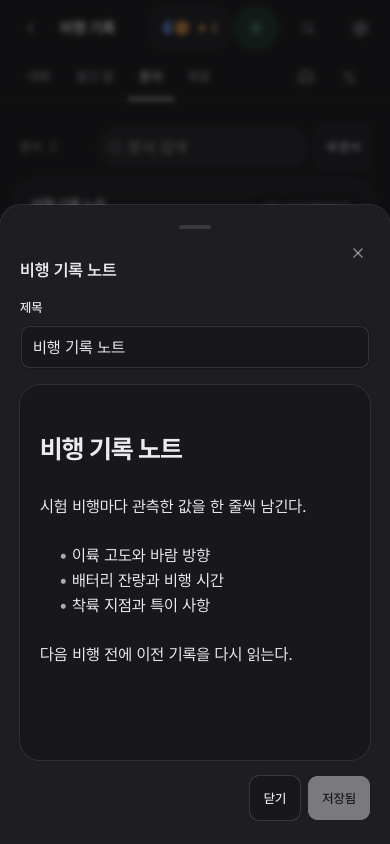 비행 기록
비행 기록 노트
제목
비행 기록 노트
비행 기록 노트
시험 비행마다 관측한 값을 한 줄씩 남긴다.
이륙 고도와 바람 방향
배터리 잔량과 비행 시간
착륙 지점과 특이 사항
다음 비행 전에 이전 기록을 다시 읽는다.
닫기
저장됨